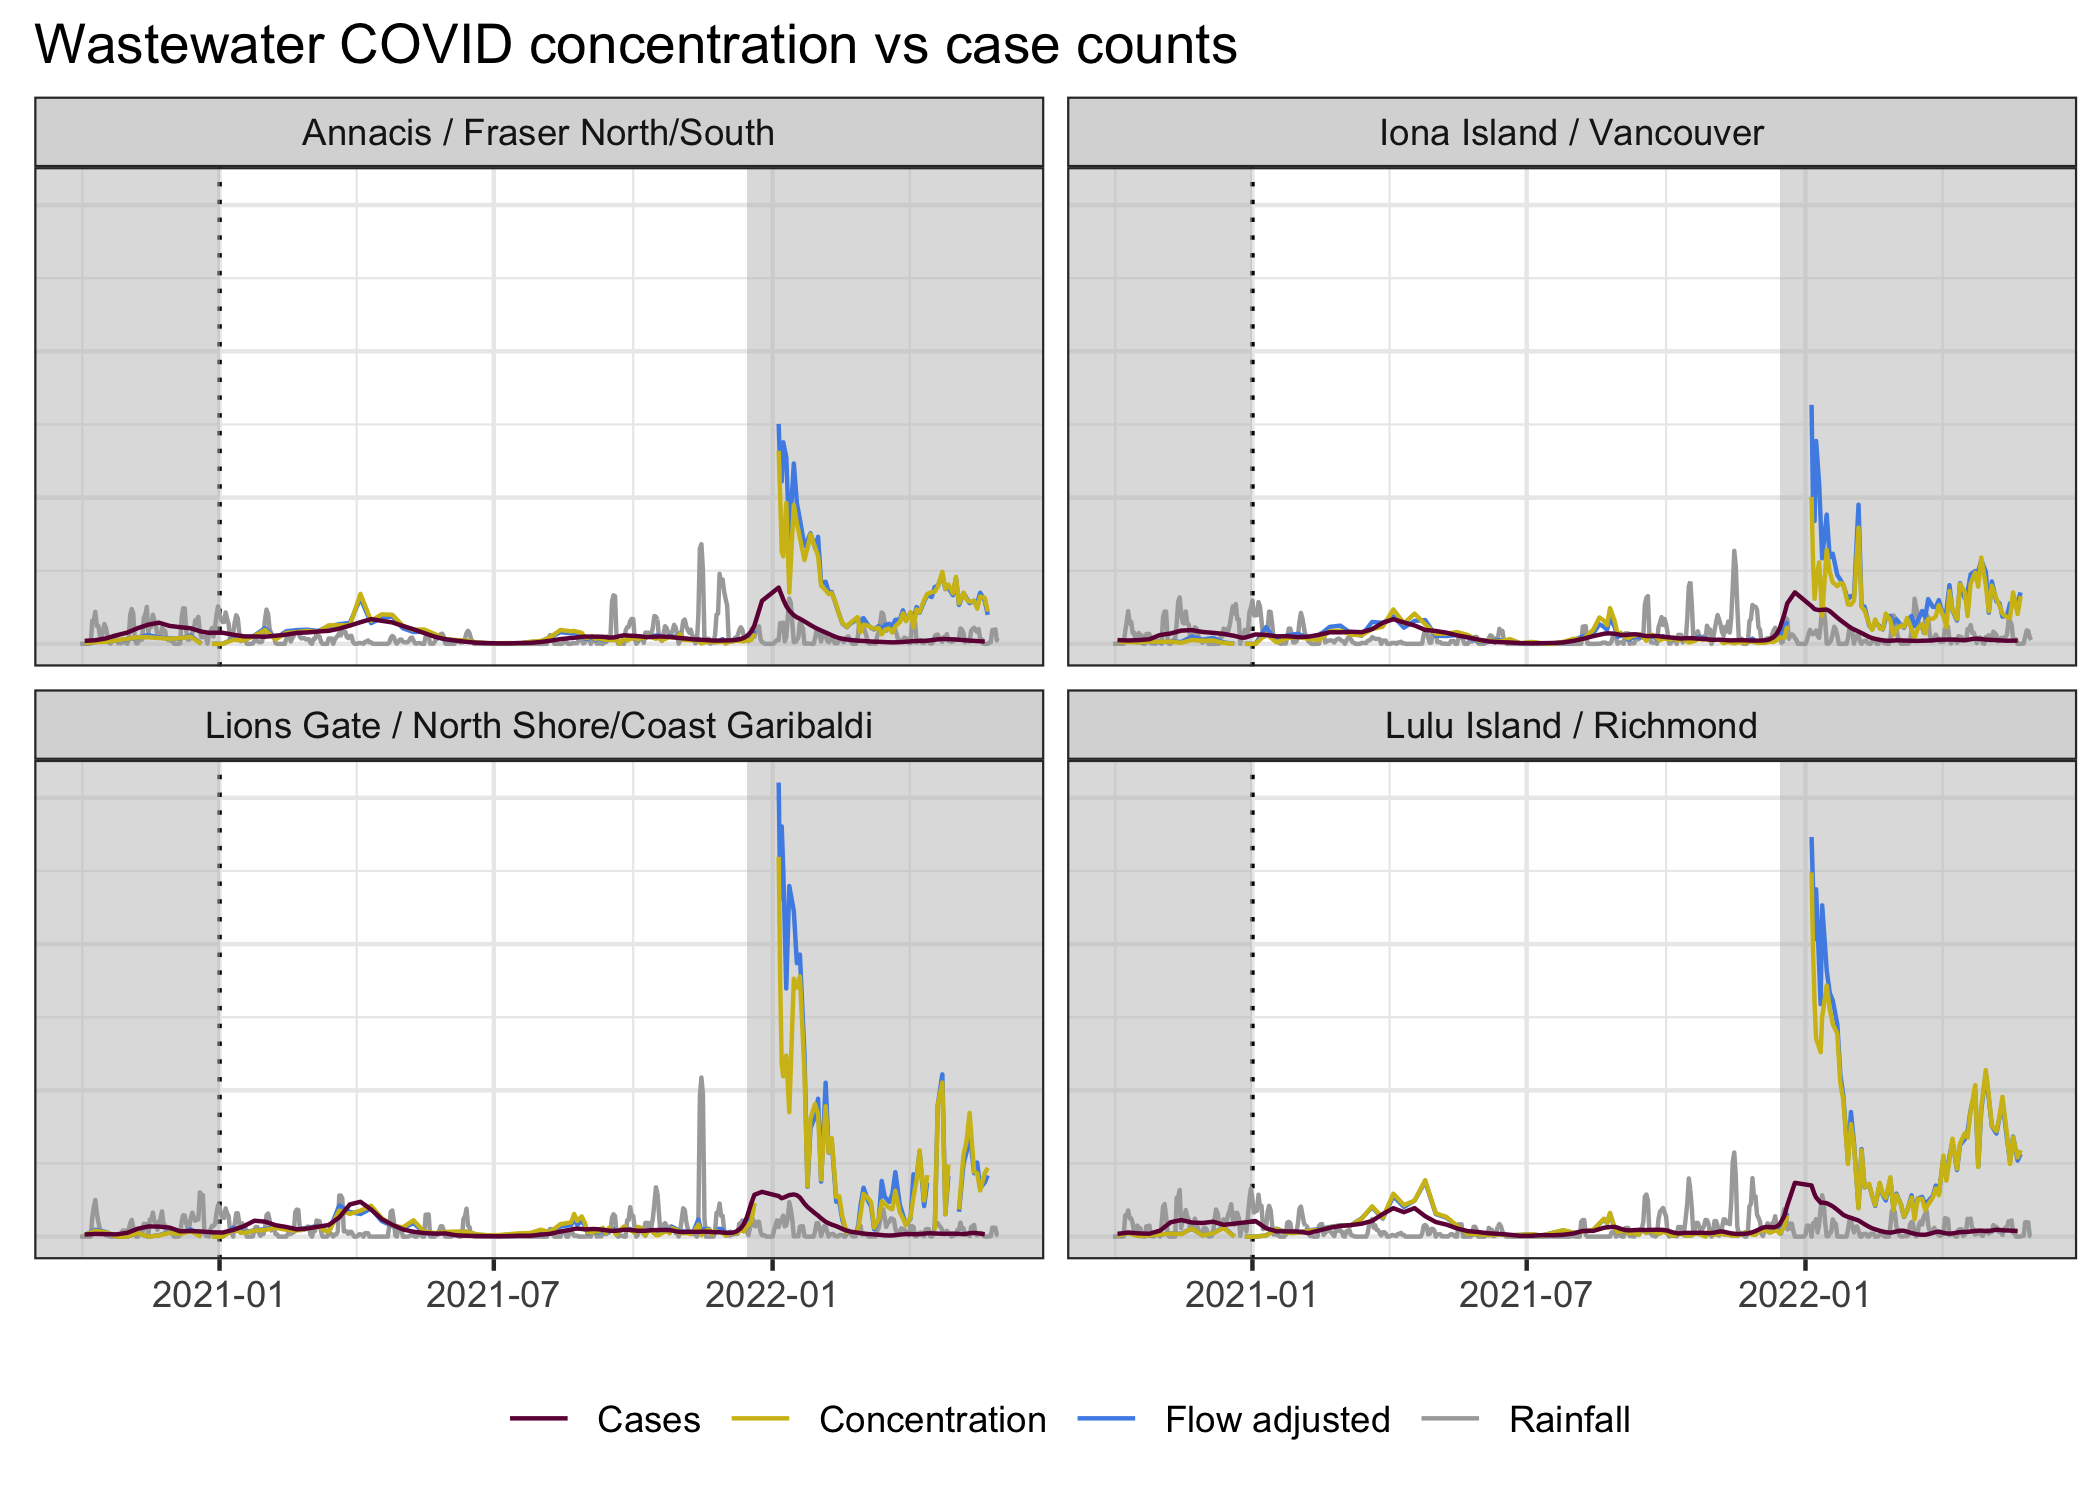 Wastewater COVID concentration vs case counts
Annacis / Fraser North/South
Iona Island / Vancouver
Lions Gate / North Shore/Coast Garibaldi
Lulu Island / Richmond
2021-01
2021-07
2022-01
2021-01
2021-07
2022-01
Cases
Concentration
Flow adjusted
Rainfall